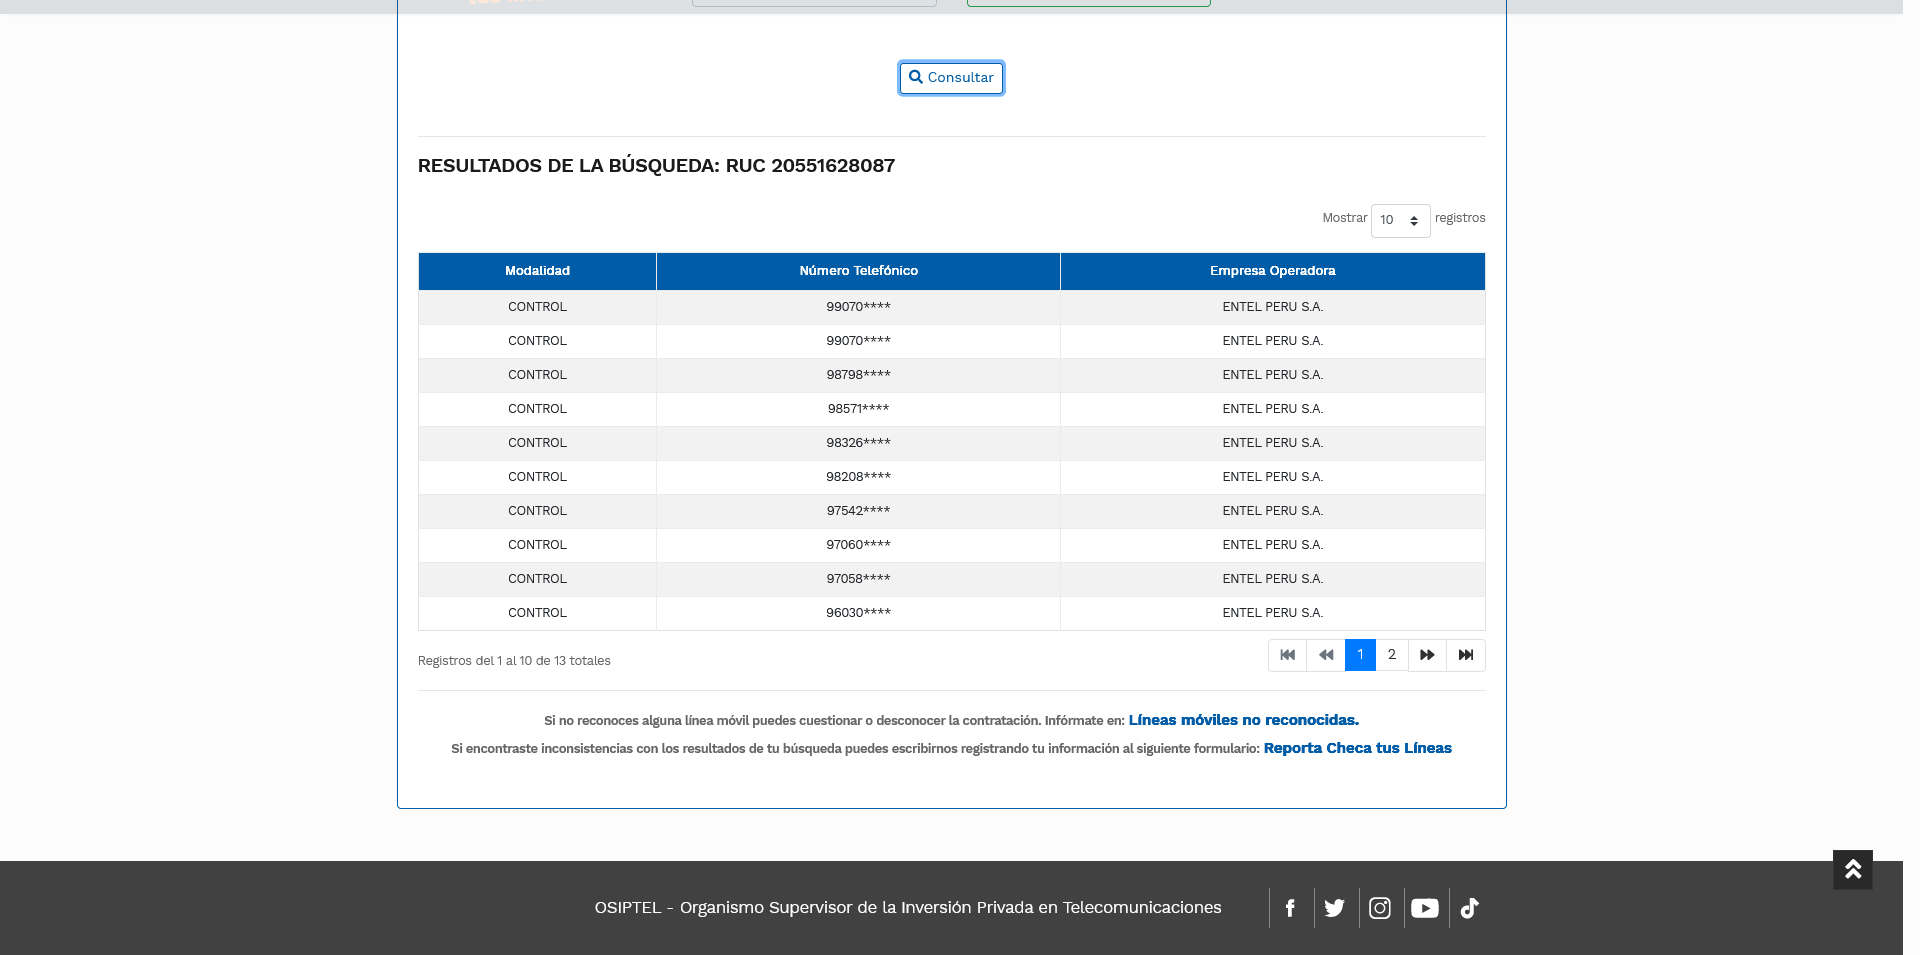 Consultar
RESULTADOS DE LA BÚSQUEDA: RUC 20551628087
Mostrar 10 registros
Modalidad Número Telefónico Empresa Operadora
CONTROL 99070**** ENTEL PERU S.A.
CONTROL 99070**** ENTEL PERU S.A.
CONTROL 98798**** ENTEL PERU S.A.
CONTROL 98571**** ENTEL PERU S.A.
CONTROL 98326**** ENTEL PERU S.A.
CONTROL 98208**** ENTEL PERU S.A.
CONTROL 97542**** ENTEL PERU S.A.
CONTROL 97060**** ENTEL PERU S.A.
CONTROL 97058**** ENTEL PERU S.A.
CONTROL 96030**** ENTEL PERU S.A.
Registros del 1 al 10 de 13 totales
1 2
Si no reconoces alguna línea móvil puedes cuestionar o desconocer la contratación. Infórmate en: Líneas móviles no reconocidas.
Si encontraste inconsistencias con los resultados de tu búsqueda puedes escribirnos registrando tu información al siguiente formulario: Reporta Checa tus Líneas
OSIPTEL - Organismo Supervisor de la Inversión Privada en Telecomunicaciones